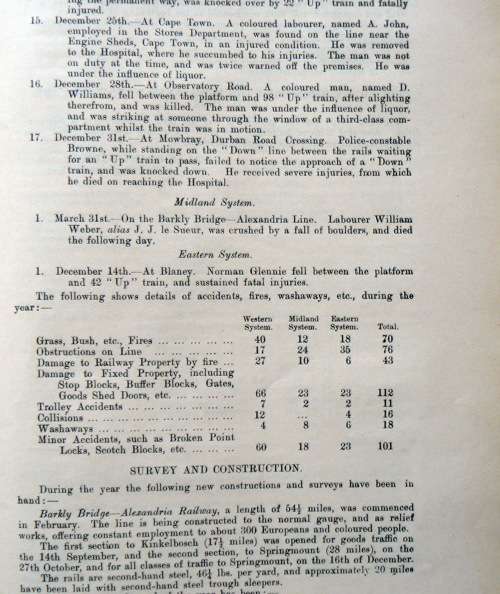 the permanent way, was knocked over by 22 "Up" train and fatally
injured.
15. December 25th.—At Cape Town. A coloured labourer, named A. John,
employed in the Stores Department, was found on the line near the
Engine Sheds, Cape Town, in an injured condition. He was removed
to the Hospital, where he succumbed to his injuries. The man was not
on duty at the time, and was twice warned off the premises. He was
under the influence of liquor.
16. December 28th.—At Observatory Road. A coloured man, named D.
Williams, fell between the platform and 98 "Up" train, after alighting
therefrom, and was killed. The man was under the influence of liquor,
and was striking at someone through the window of a third-class com-
partment whilst the train was in motion.
17. December 31st.—At Mowbray, Durban Road Crossing. Police-constable
Browne, while standing on the "Down" line between the rails waiting
for an "Up" train to pass, failed to notice the approach of a "Down"
train, and was knocked down. He received severe injuries, from which
he died on reaching the Hospital.
Midland System.
1. March 31st.—On the Barkly Bridge—Alexandria Line. Labourer William
Weber, alias J. J. le Sueur, was crushed by a fall of boulders, and died
the following day.
Eastern System.
1. December 14th.—At Blaney. Norman Glennie fell between the platform
and 42 "Up" train, and sustained fatal injuries.
The following shows details of accidents, fires, washaways, etc., during the
year:—
Western Midland Eastern
System. System. System. Total.
Grass, Bush, etc., Fires ... ... ... ... 40 12 18 70
Obstructions on Line ... ... ... ... ... 17 24 35 76
Damage to Railway Property by fire ... 27 10 6 43
Damage to Fixed Property, including
Stop Blocks, Buffer Blocks, Gates,
Goods Shed Doors, etc. ... ... ... 66 23 23 112
Trolley Accidents ... ... ... ... ... 7 2 2 11
Collisions ... ... ... ... ... ... ... 12 ... 4 16
Washaways ... ... ... ... ... ... ... 4 8 6 18
Minor Accidents, such as Broken Point
Locks, Scotch Blocks, etc. ... ... ... 60 18 23 101
SURVEY AND CONSTRUCTION.
During the year the following new constructions and surveys have been in
hand:—
Barkly Bridge—Alexandria Railway, a length of 54½ miles, was commenced
in February. The line is being constructed to the normal gauge, and as relief
works, offering constant employment to about 300 Europeans and coloured people.
The first section to Kinkelbosch (17½ miles) was opened for goods traffic on
the 14th September, and the second section, to Springmount (28 miles), on the
27th October, and for all classes of traffic to Springmount, on the 16th of December.
The rails are second-hand steel, 46¼ lbs. per yard, and approximately 20 miles
have been laid with second-hand steel trough sleepers.